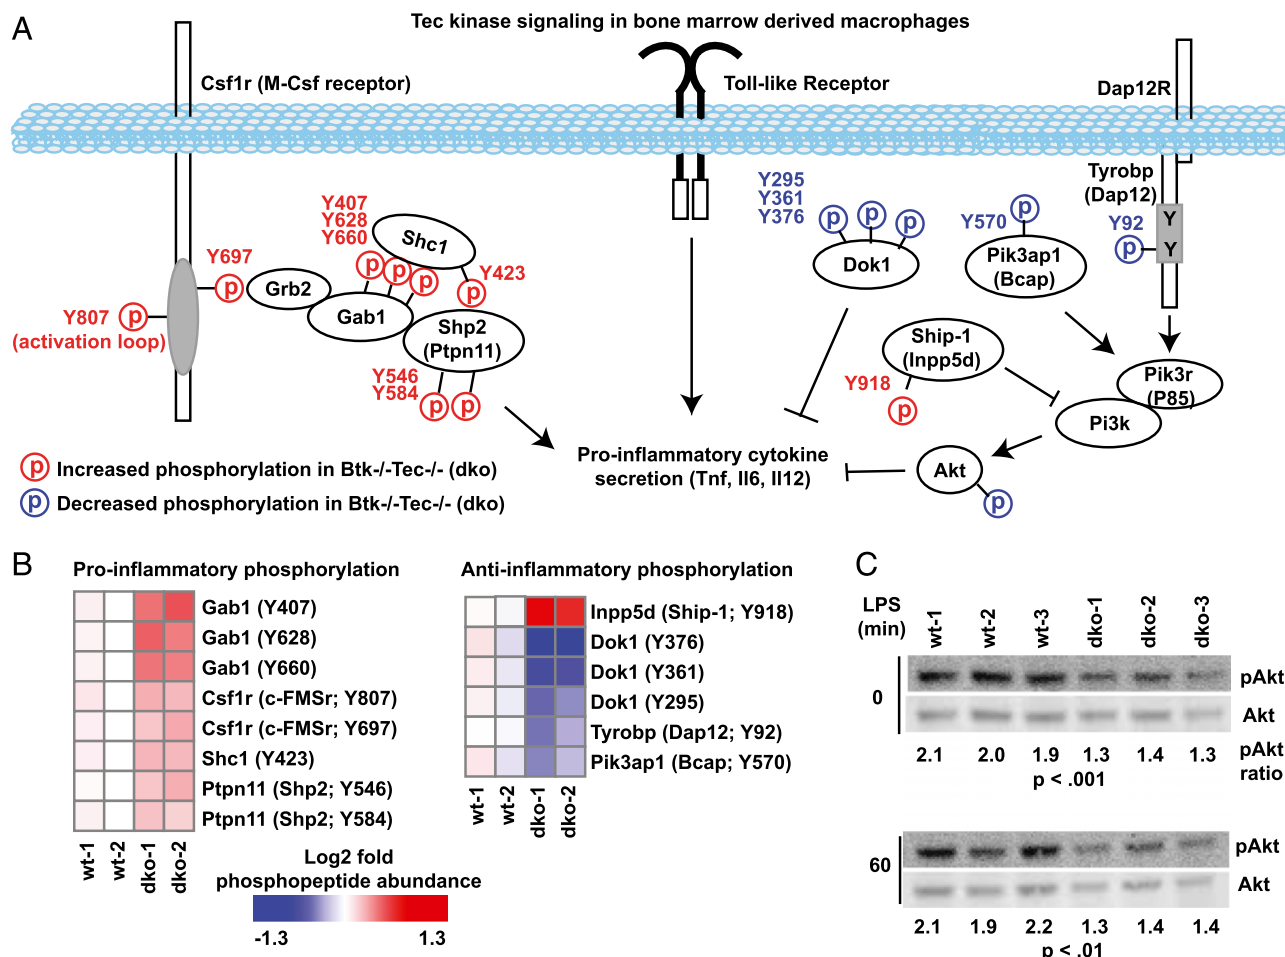 A
Tec kinase signaling in bone marrow derived macrophages
Csf1r (M-Csf receptor)
Toll-like Receptor
Dap12R
Tyrobp
(Dap12)
Y407
Y628
Y660
Shc1
Y295
Y361
Y376
p p p
Dok1
Y570
p
Pik3ap1
(Bcap)
Y92
p
Y
Y
Y697
p
Grb2
p p p
Y423
p
Gab1
Y807
p
(activation loop)
Shp2
(Ptpn11)
Y546
Y584
p p
Ship-1
(Inpp5d)
Y918
p
Pik3r
(P85)
Pi3k
Akt
p
Pro-inflammatory cytokine
secretion (Tnf, Il6, Il12)
p Increased phosphorylation in Btk-/-Tec-/- (dko)
p Decreased phosphorylation in Btk-/-Tec-/- (dko)
B
Pro-inflammatory phosphorylation
Gab1 (Y407)
Gab1 (Y628)
Gab1 (Y660)
Csf1r (c-FMSr; Y807)
Csf1r (c-FMSr; Y697)
Shc1 (Y423)
Ptpn11 (Shp2; Y546)
Ptpn11 (Shp2; Y584)
wt-1 wt-2 dko-1 dko-2
Anti-inflammatory phosphorylation
Inpp5d (Ship-1; Y918)
Dok1 (Y376)
Dok1 (Y361)
Dok1 (Y295)
Tyrobp (Dap12; Y92)
Pik3ap1 (Bcap; Y570)
wt-1 wt-2 dko-1 dko-2
Log2 fold
phosphopeptide abundance
-1.3 1.3
C
LPS
(min)
wt-1 wt-2 wt-3 dko-1 dko-2 dko-3
0
pAkt
Akt
2.1 2.0 1.9 1.3 1.4 1.3
pAkt
ratio
p < .001
60
pAkt
Akt
2.1 1.9 2.2 1.3 1.4 1.4
p < .01